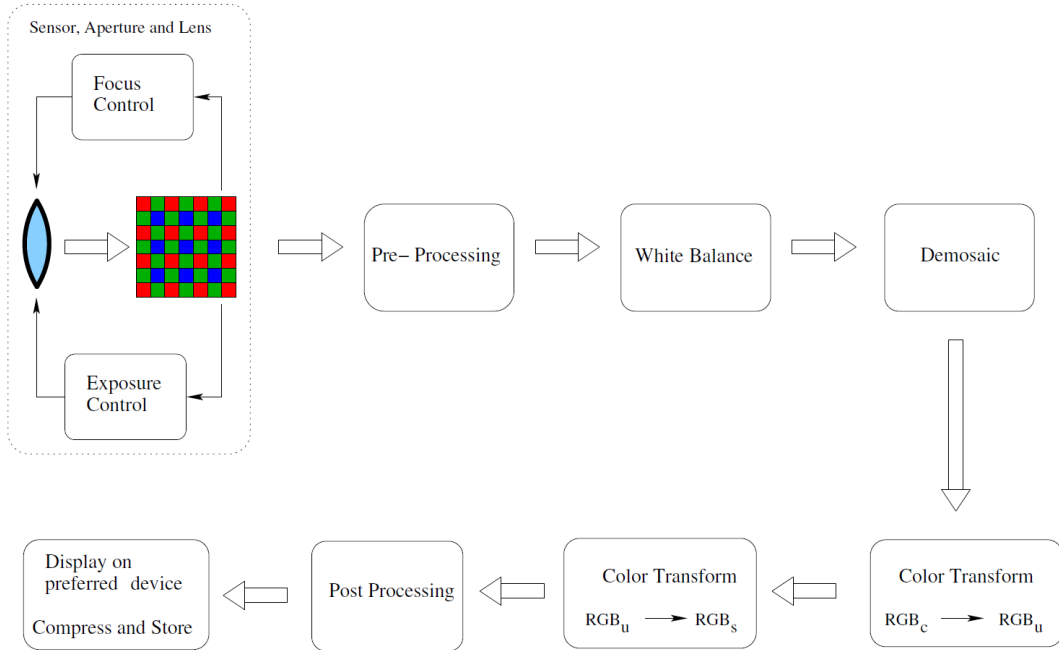 Sensor, Aperture and Lens
Focus
Control
Exposure
Control
Pre- Processing
White Balance
Demosaic
Color Transform
RGB_c → RGB_u
Color Transform
RGB_u → RGB_s
Post Processing
Display on
preferred device
Compress and Store